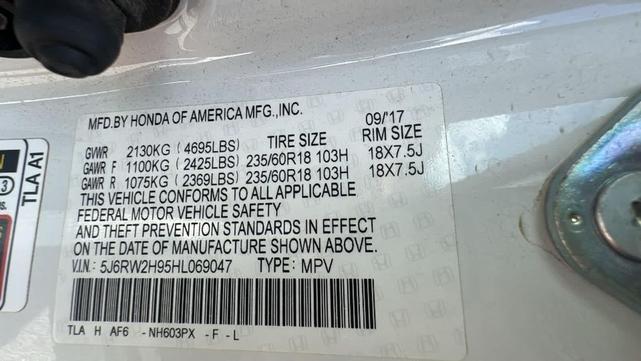 MFD.BY HONDA OF AMERICA MFG.,INC. 09/'17
GVWR 2130KG (4695LBS) TIRE SIZE RIM SIZE
GAWR F 1100KG (2425LBS) 235/60R18 103H 18X7.5J
GAWR R 1075KG (2369LBS) 235/60R18 103H 18X7.5J
THIS VEHICLE CONFORMS TO ALL APPLICABLE
FEDERAL MOTOR VEHICLE SAFETY
AND THEFT PREVENTION STANDARDS IN EFFECT
ON THE DATE OF MANUFACTURE SHOWN ABOVE.
V.I.N.: 5J6RW2H95HL069047 TYPE: MPV
TLA H AF6 -NH603PX -F -L
TLA A1